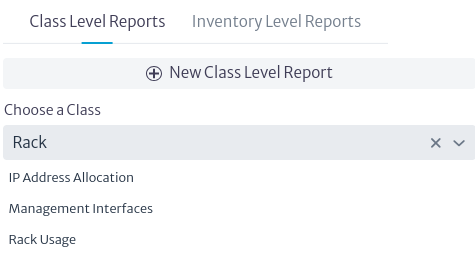 Class Level Reports Inventory Level Reports
New Class Level Report
Choose a Class
Rack
IP Address Allocation
Management Interfaces
Rack Usage